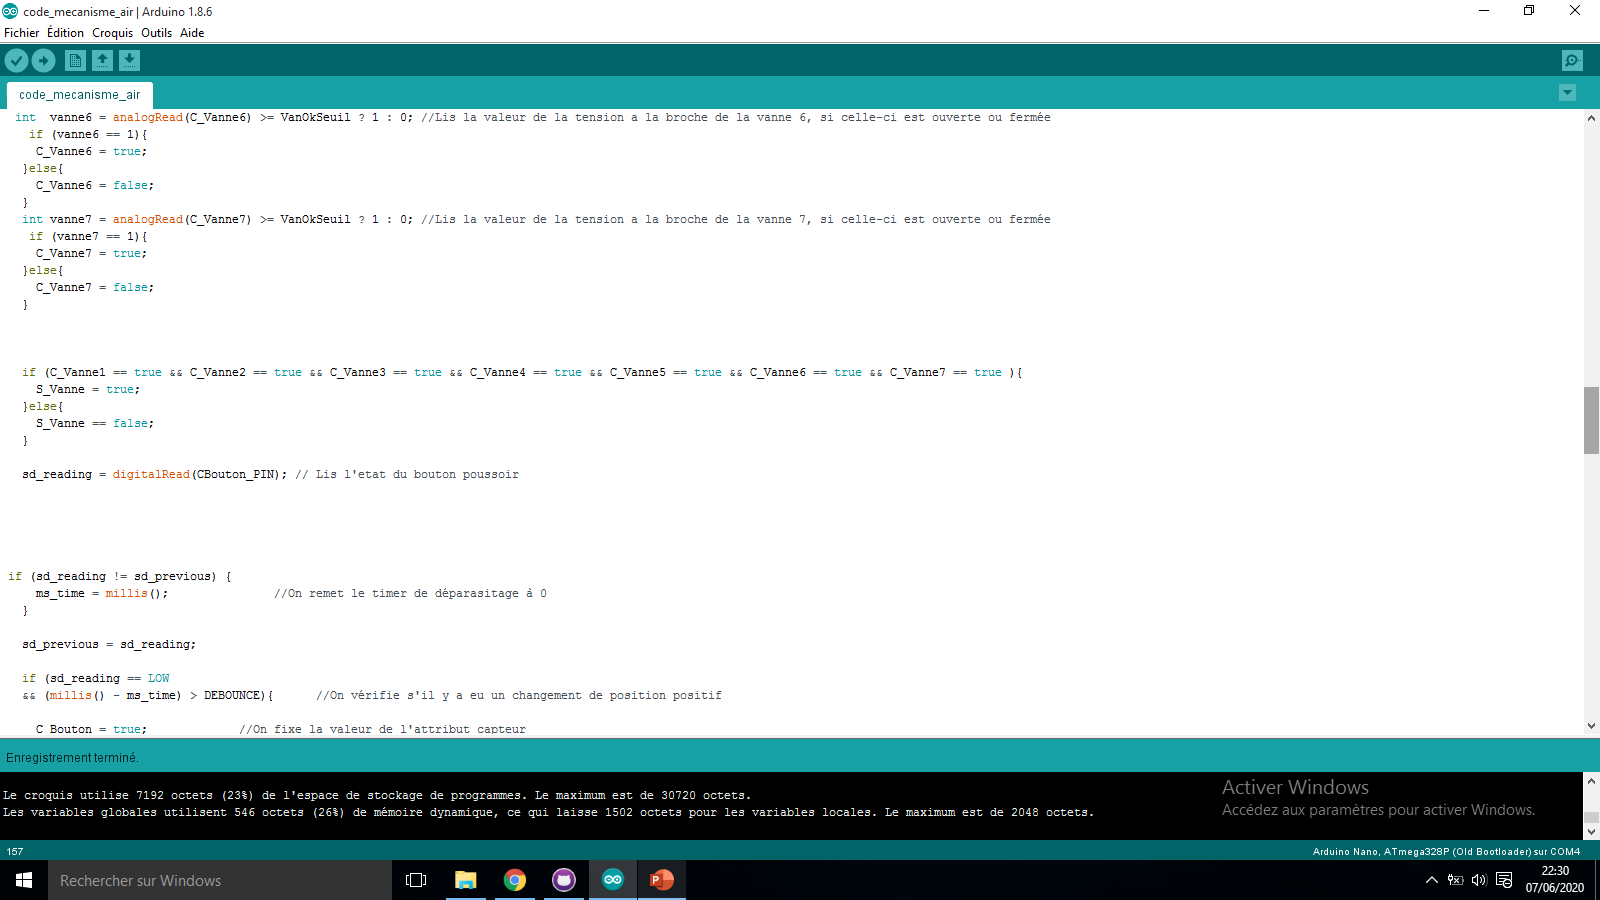 code_mecanisme_air | Arduino 1.8.6
Fichier Édition Croquis Outils Aide
code_mecanisme_air
int vanne6 = analogRead(C_Vanne6) >= VanOkSeuil ? 1 : 0; //Lis la valeur de la tension a la broche de la vanne 6, si celle-ci est ouverte ou fermée
if (vanne6 == 1){
C_Vanne6 = true;
}else{
C_Vanne6 = false;
}
int vanne7 = analogRead(C_Vanne7) >= VanOkSeuil ? 1 : 0; //Lis la valeur de la tension a la broche de la vanne 7, si celle-ci est ouverte ou fermée
if (vanne7 == 1){
C_Vanne7 = true;
}else{
C_Vanne7 = false;
}
if (C_Vanne1 == true && C_Vanne2 == true && C_Vanne3 == true && C_Vanne4 == true && C_Vanne5 == true && C_Vanne6 == true && C_Vanne7 == true ){
S_Vanne = true;
}else{
S_Vanne == false;
}
sd_reading = digitalRead(CBouton_PIN); // Lis l'etat du bouton poussoir
if (sd_reading != sd_previous) {
ms_time = millis(); //On remet le timer de déparasitage à 0
}
sd_previous = sd_reading;
if (sd_reading == LOW
&& (millis() - ms_time) > DEBOUNCE){ //On vérifie s'il y a eu un changement de position positif
C_Bouton = true; //On fixe la valeur de l'attribut capteur
Enregistrement terminé.
Le croquis utilise 7192 octets (23%) de l'espace de stockage de programmes. Le maximum est de 30720 octets.
Les variables globales utilisent 546 octets (26%) de mémoire dynamique, ce qui laisse 1502 octets pour les variables locales. Le maximum est de 2048 octets.
Activer Windows
Accédez aux paramètres pour activer Windows.
157
Arduino Nano, ATmega328P (Old Bootloader) sur COM4
Rechercher sur Windows
22:30
07/06/2020